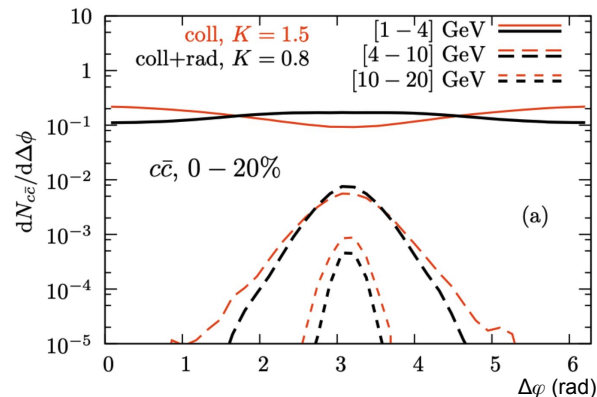 10
1
10⁻¹
10⁻²
10⁻³
10⁻⁴
10⁻⁵
dN_{cc̄}/dΔϕ
coll, K = 1.5
coll+rad, K = 0.8
[1 − 4] GeV
[4 − 10] GeV
[10 − 20] GeV
cc̄, 0 − 20%
(a)
0 1 2 3 4 5 6
Δφ (rad)